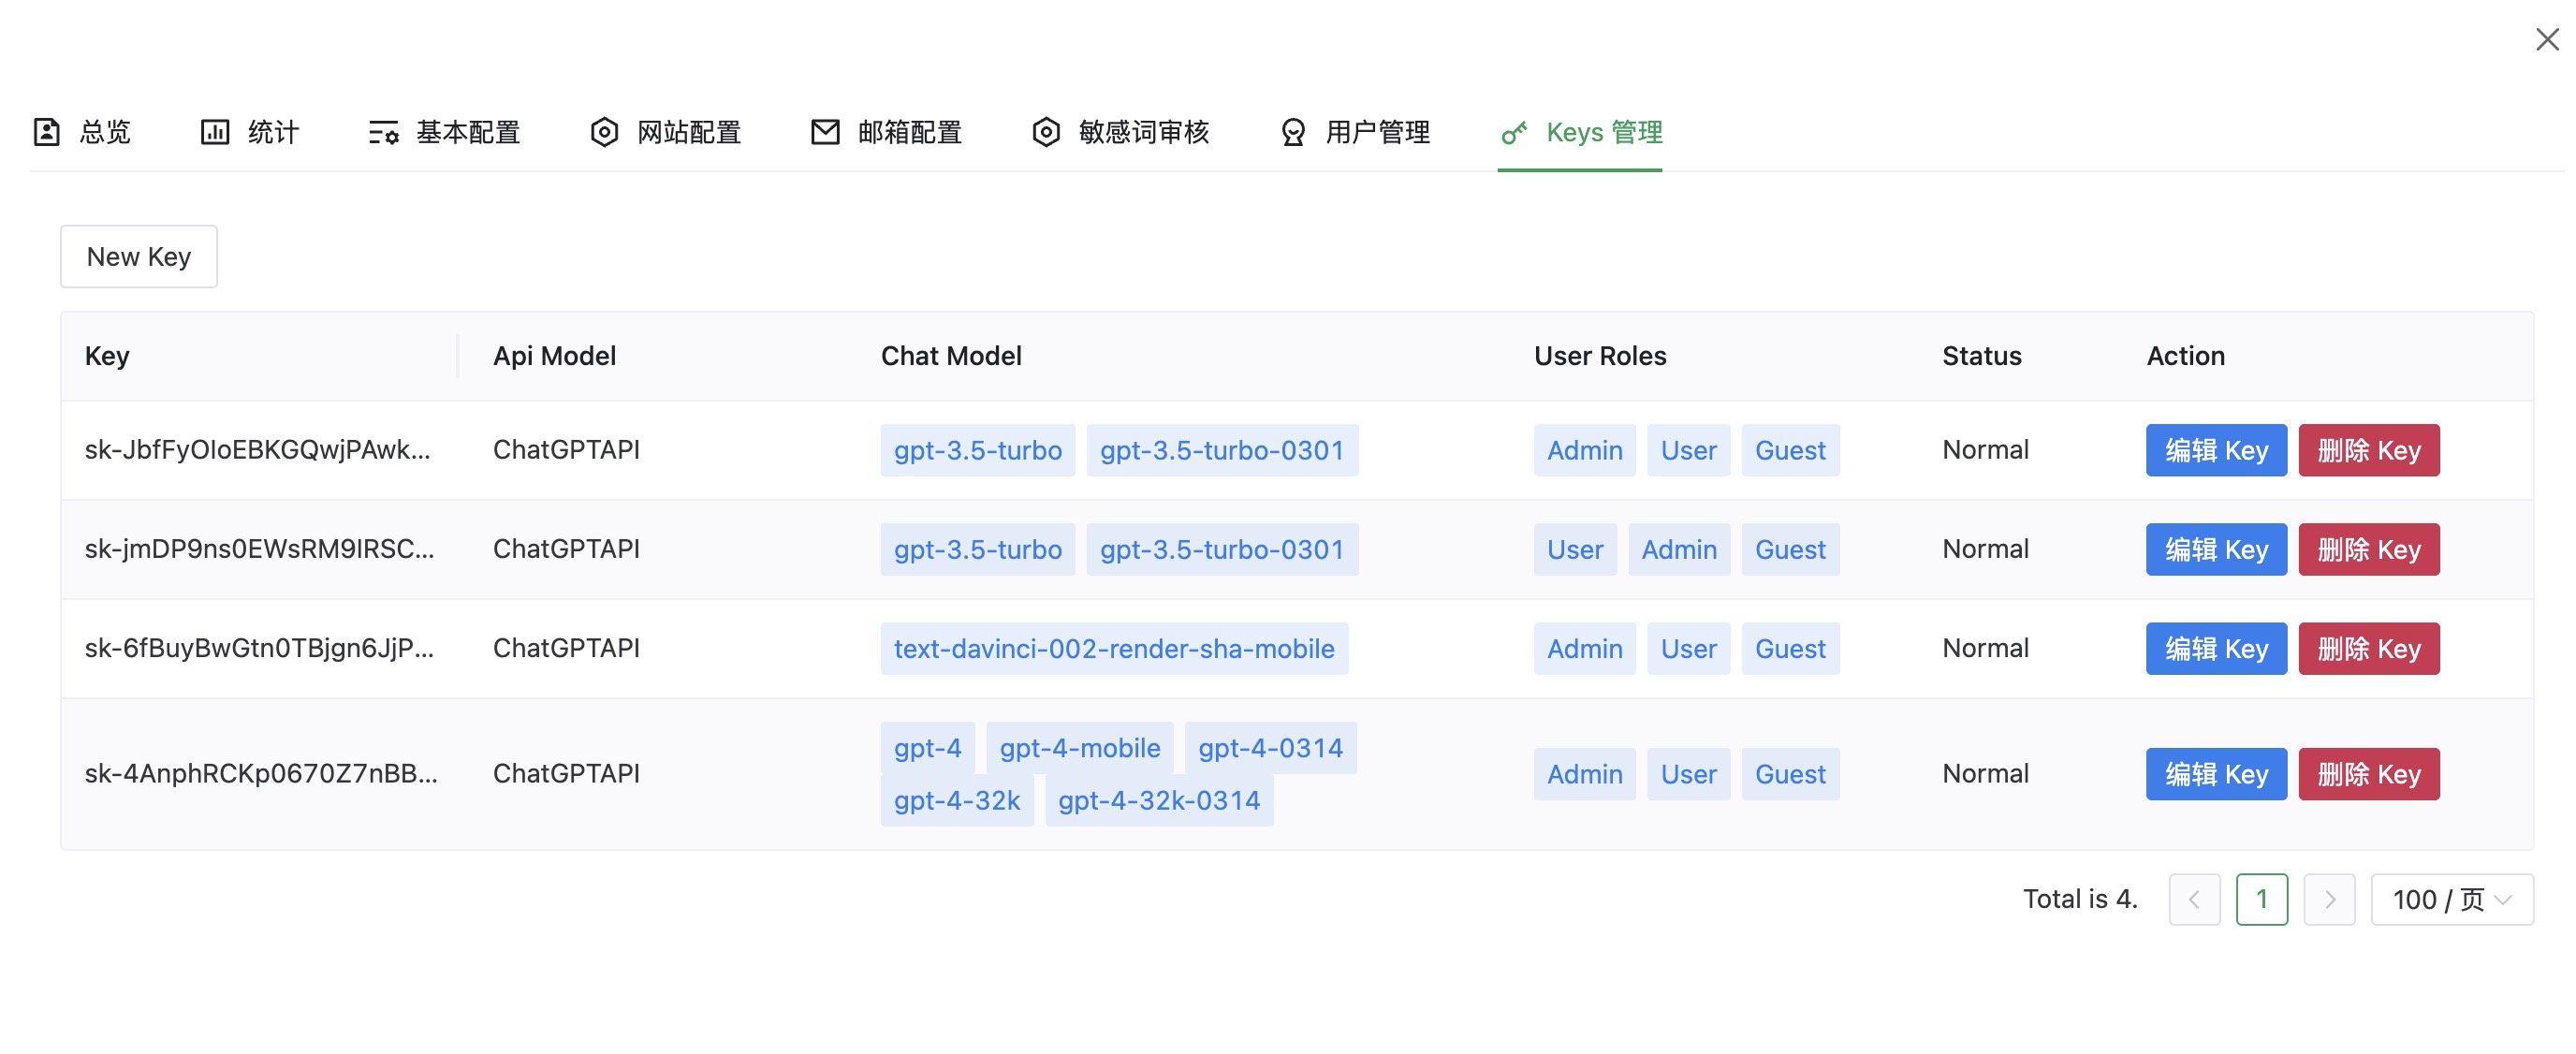 总览 统计 基本配置 网站配置 邮箱配置 敏感词审核 用户管理 Keys 管理
New Key
Key Api Model Chat Model User Roles Status Action
sk-JbfFyOIoEBKGQwjPAwk... ChatGPTAPI gpt-3.5-turbo gpt-3.5-turbo-0301 Admin User Guest Normal 编辑 Key 删除 Key
sk-jmDP9ns0EWsRM9IRSC... ChatGPTAPI gpt-3.5-turbo gpt-3.5-turbo-0301 User Admin Guest Normal 编辑 Key 删除 Key
sk-6fBuyBwGtn0TBjgn6JjP... ChatGPTAPI text-davinci-002-render-sha-mobile Admin User Guest Normal 编辑 Key 删除 Key
sk-4AnphRCKp0670Z7nBB... ChatGPTAPI gpt-4 gpt-4-mobile gpt-4-0314 Admin User Guest Normal 编辑 Key 删除 Key
gpt-4-32k gpt-4-32k-0314
Total is 4. 1 100 / 页